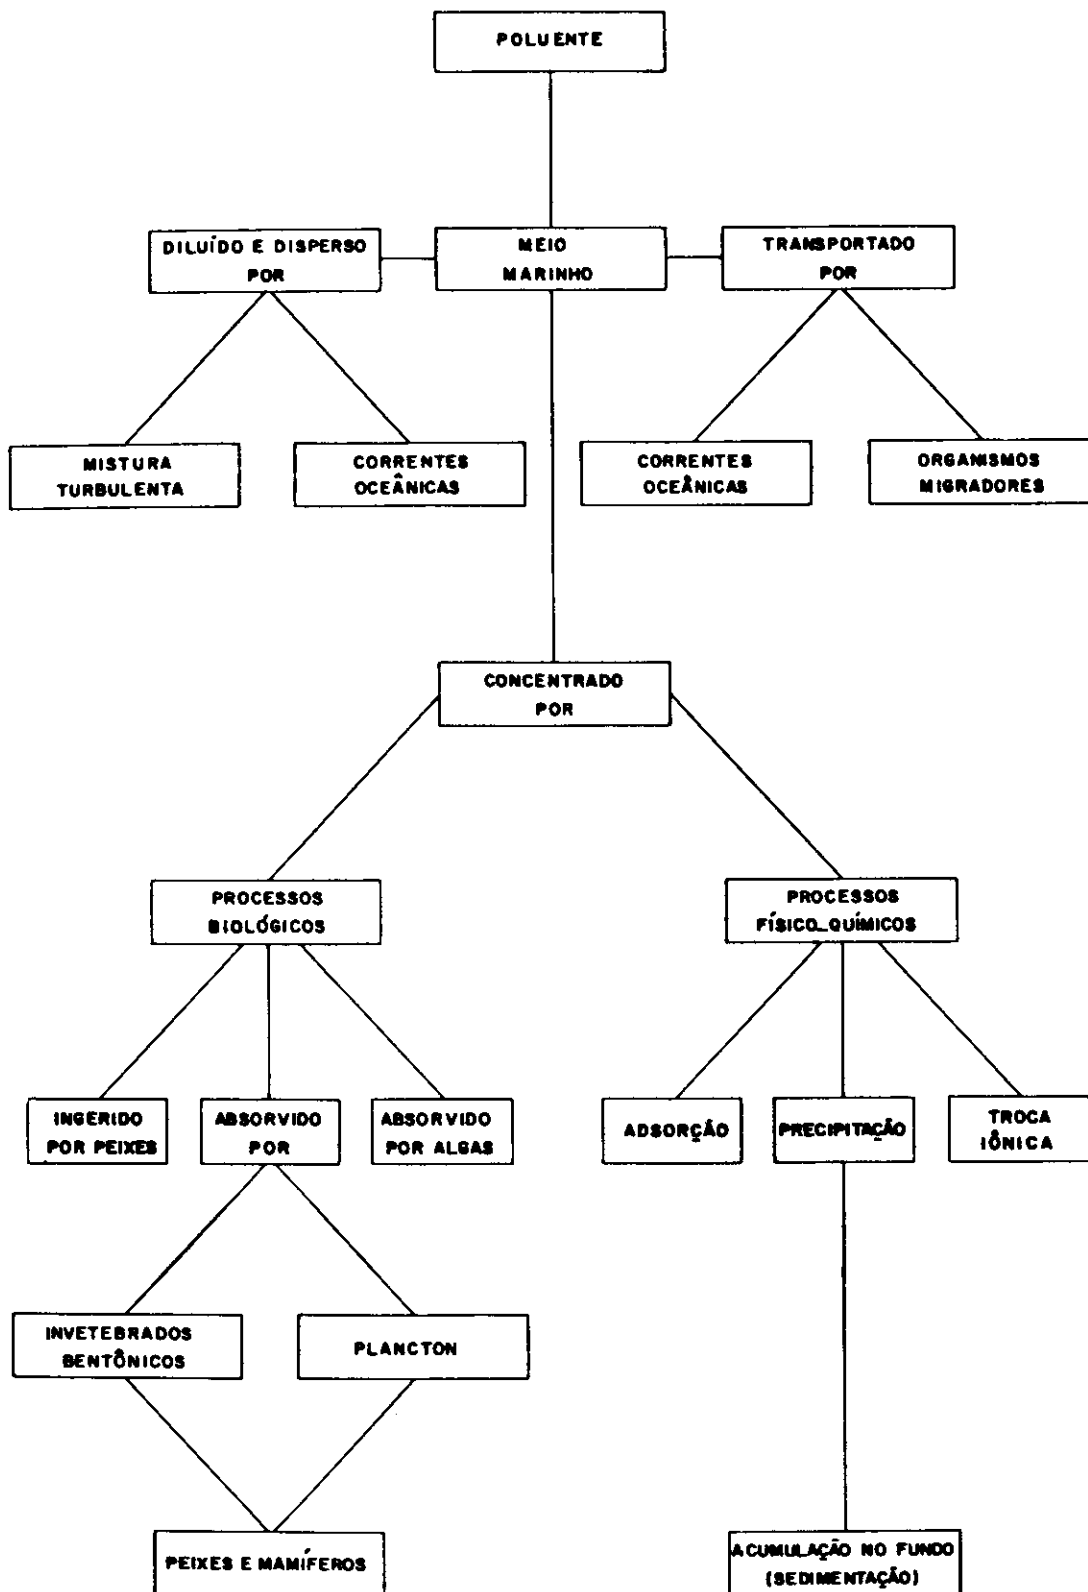 POLUENTE
DILUÍDO E DISPERSO
POR
MEIO
MARINHO
TRANSPORTADO
POR
MISTURA
TURBULENTA
CORRENTES
OCEÂNICAS
CORRENTES
OCEÂNICAS
ORGANISMOS
MIGRADORES
CONCENTRADO
POR
PROCESSOS
BIOLÓGICOS
PROCESSOS
FÍSICO_QUÍMICOS
INGERIDO
POR PEIXES
ABSORVIDO
POR
ABSORVIDO
POR ALGAS
ADSORÇÃO
PRECIPITAÇÃO
TROCA
IÔNICA
INVETEBRADOS
BENTÔNICOS
PLANCTON
PEIXES E MAMÍFEROS
ACUMULAÇÃO NO FUNDO
(SEDIMENTAÇÃO)